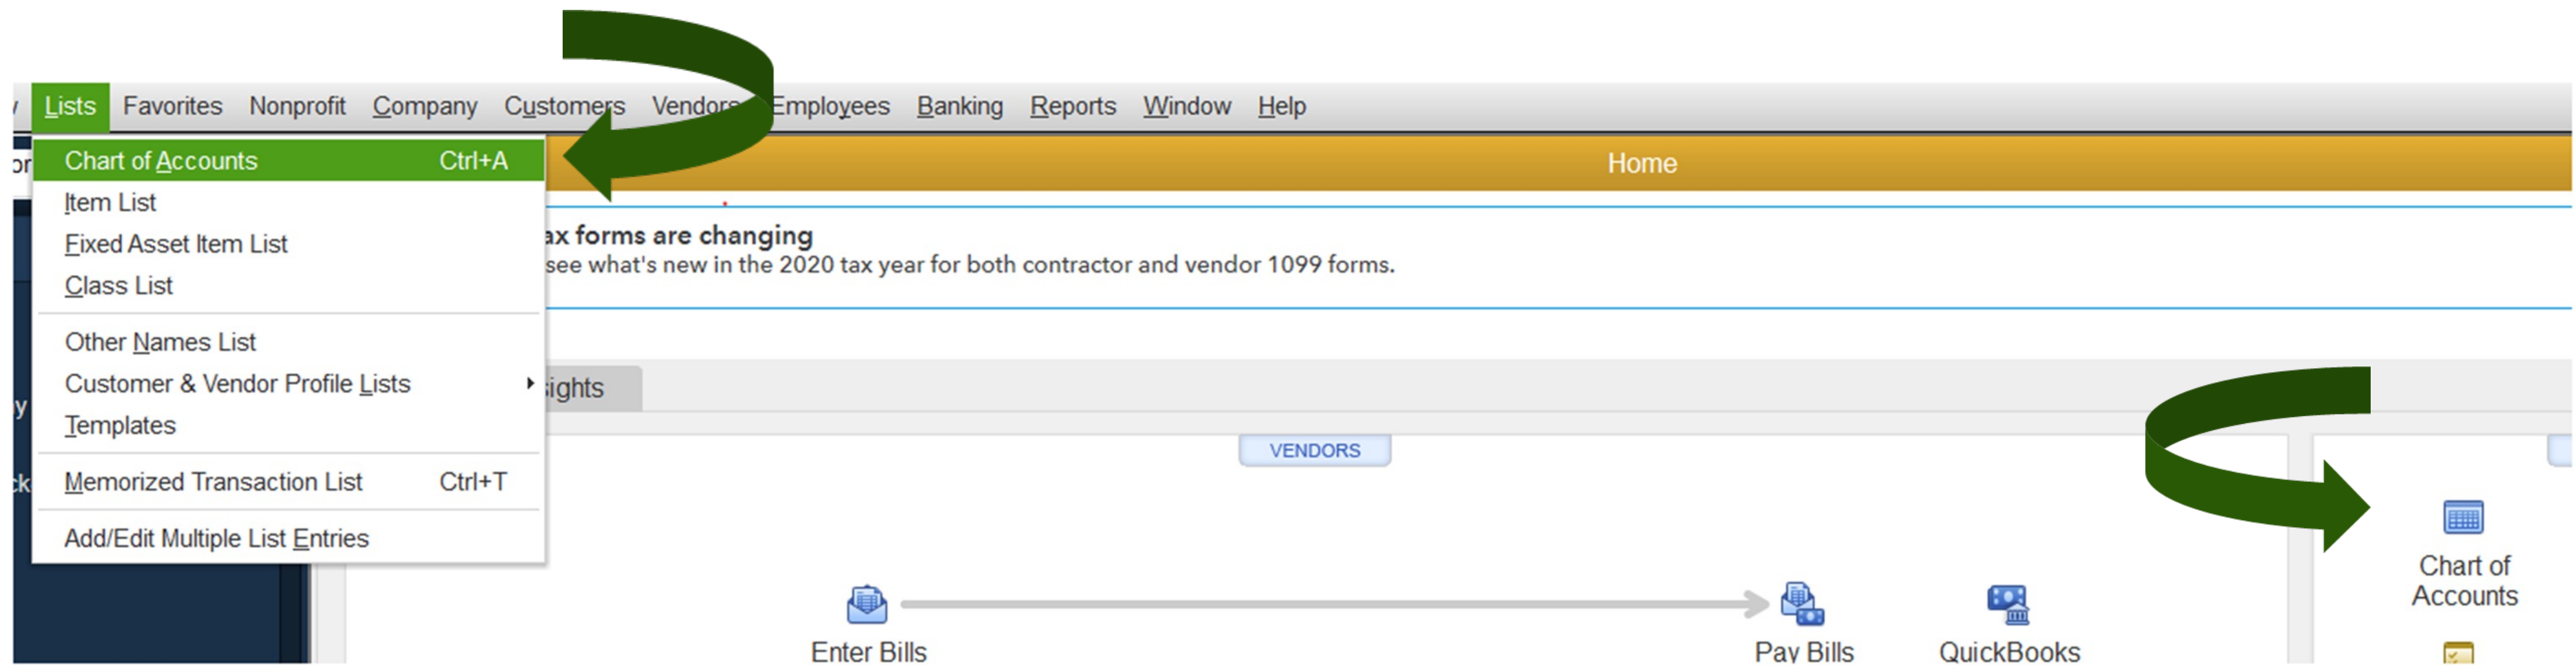 Lists Favorites Nonprofit Company Customers Vendors Employees Banking Reports Window Help
Chart of Accounts Ctrl+A
Home
Item List
Fixed Asset Item List
ax forms are changing
see what's new in the 2020 tax year for both contractor and vendor 1099 forms.
Class List
Other Names List
Customer & Vendor Profile Lists
sights
Templates
VENDORS
Memorized Transaction List Ctrl+T
Add/Edit Multiple List Entries
Chart of
Accounts
Enter Bills
Pay Bills
QuickBooks